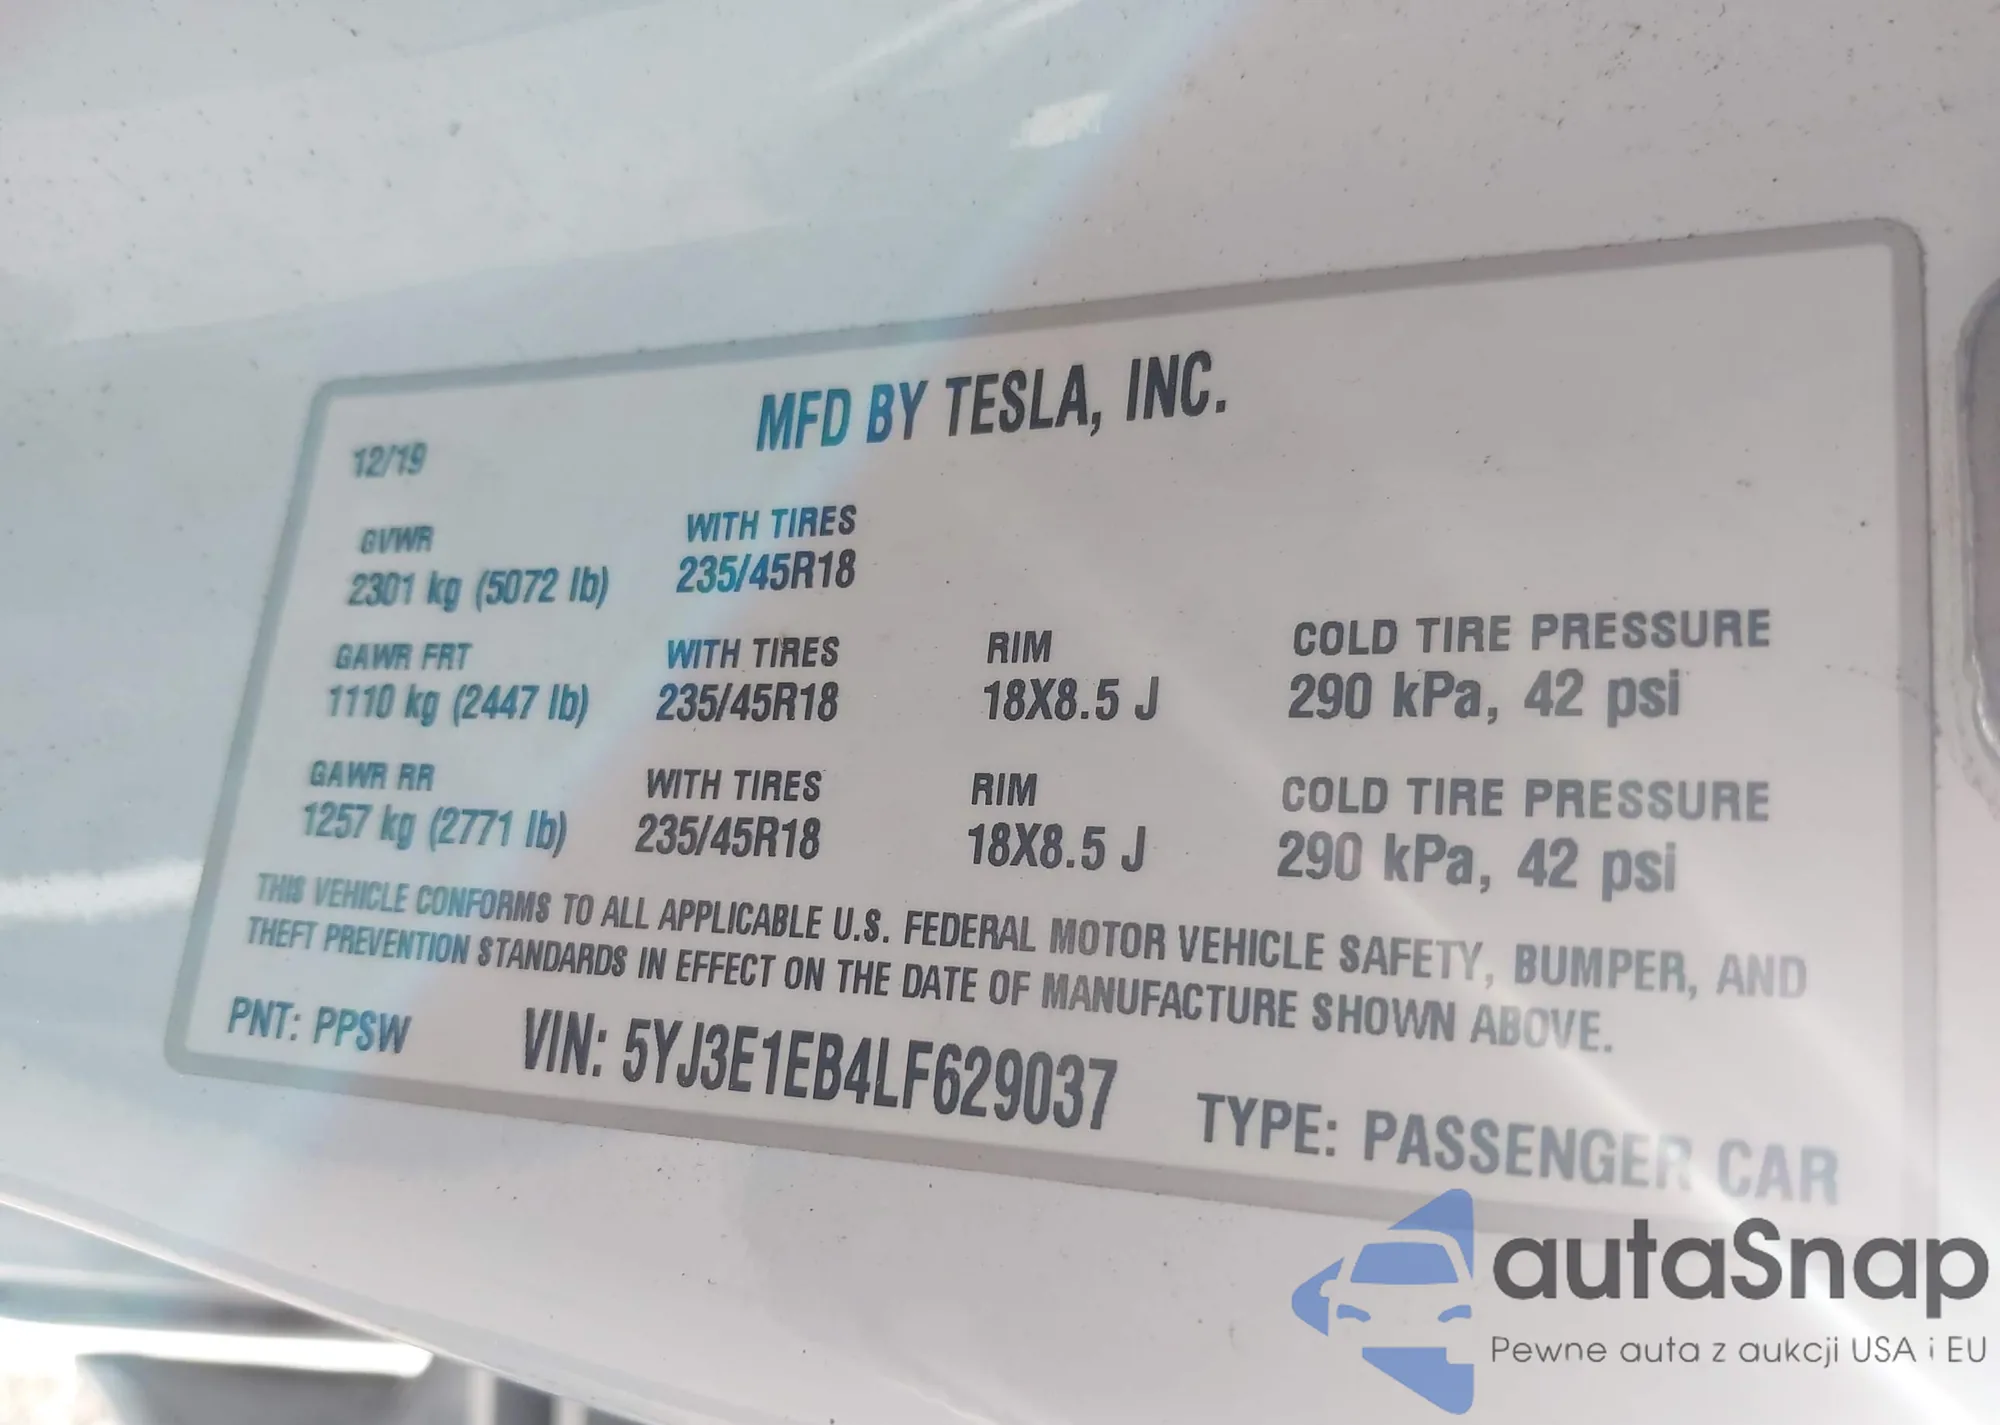 MFD BY TESLA, INC.
12/19
GVWR WITH TIRES
2301 kg (5072 lb) 235/45R18
GAWR FRT WITH TIRES RIM COLD TIRE PRESSURE
1110 kg (2447 lb) 235/45R18 18X8.5 J 290 kPa, 42 psi
GAWR RR WITH TIRES RIM COLD TIRE PRESSURE
1257 kg (2771 lb) 235/45R18 18X8.5 J 290 kPa, 42 psi
THIS VEHICLE CONFORMS TO ALL APPLICABLE U.S. FEDERAL MOTOR VEHICLE SAFETY, BUMPER, AND
THEFT PREVENTION STANDARDS IN EFFECT ON THE DATE OF MANUFACTURE SHOWN ABOVE.
PNT: PPSW VIN: 5YJ3E1EB4LF629037 TYPE: PASSENGER CAR
autaSnap
Pewne auta z aukcji USA i EU